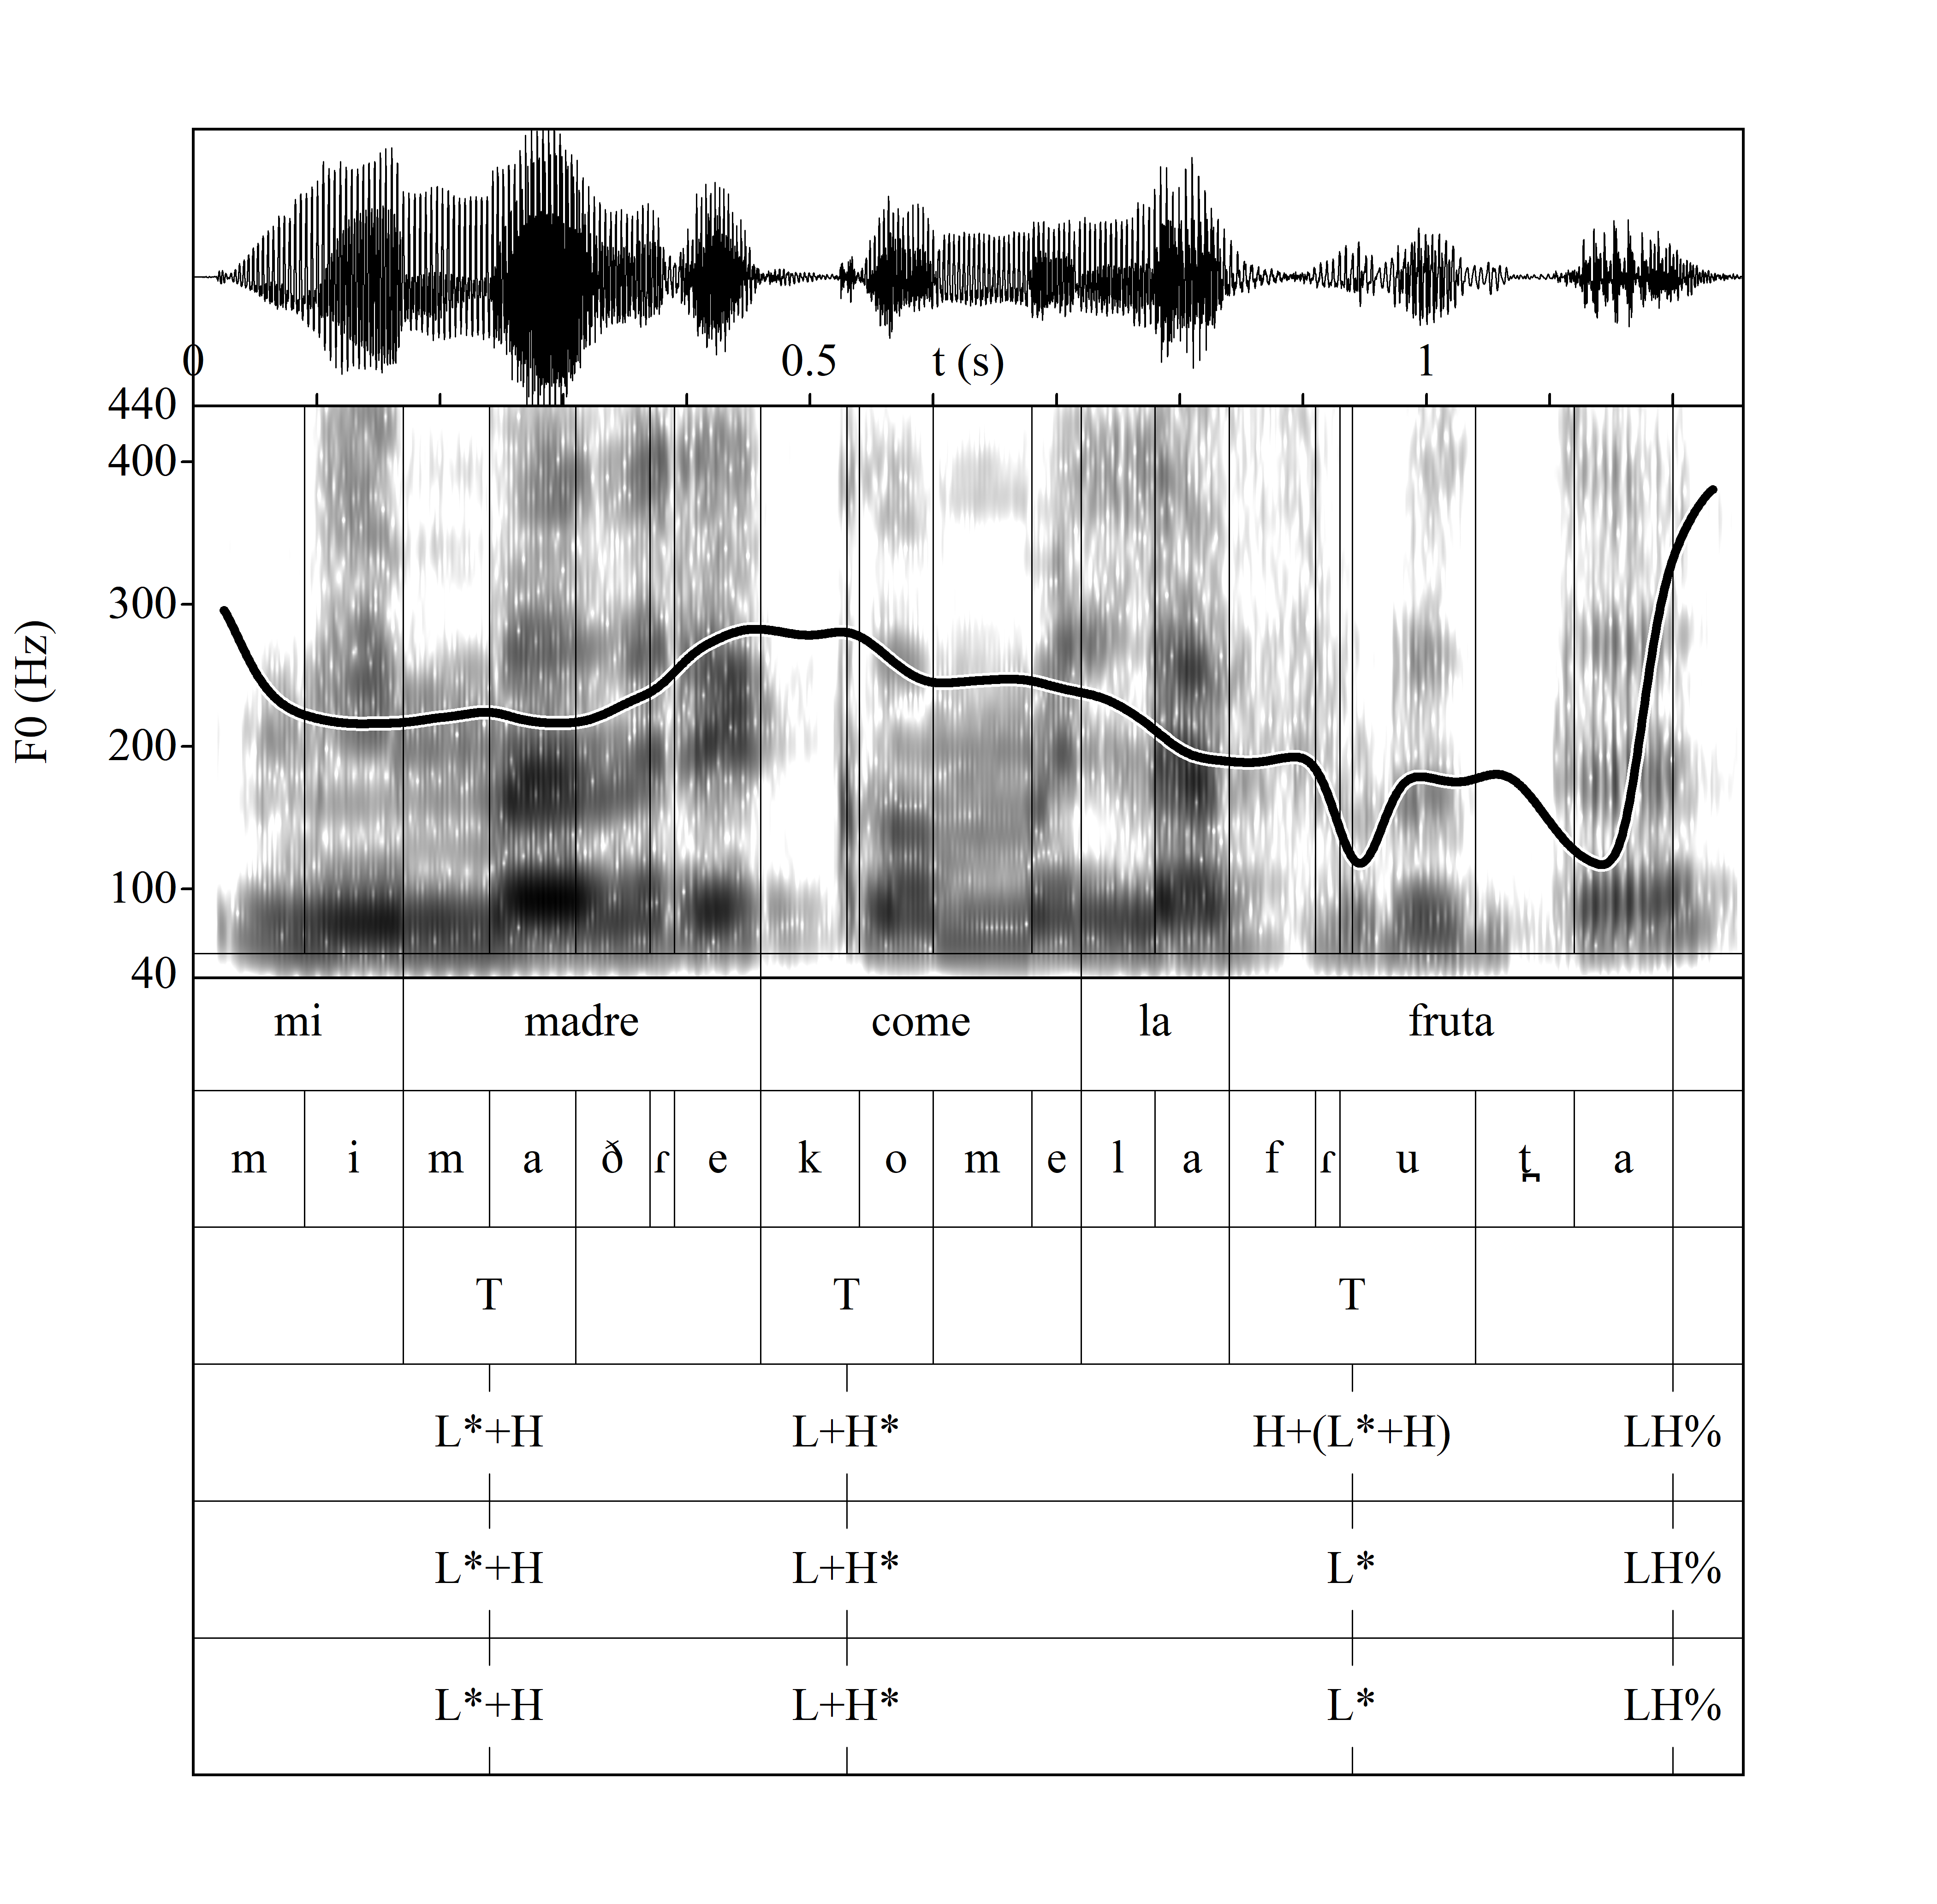 0 0.5 t (s) 1
440
400
300
200
100
40
F0 (Hz)
mi madre come la fruta
m i m a ð ɾ e k o m e l a f ɾ u t̪ a
T T T
L*+H L+H* H+(L*+H) LH%
L*+H L+H* L* LH%
L*+H L+H* L* LH%